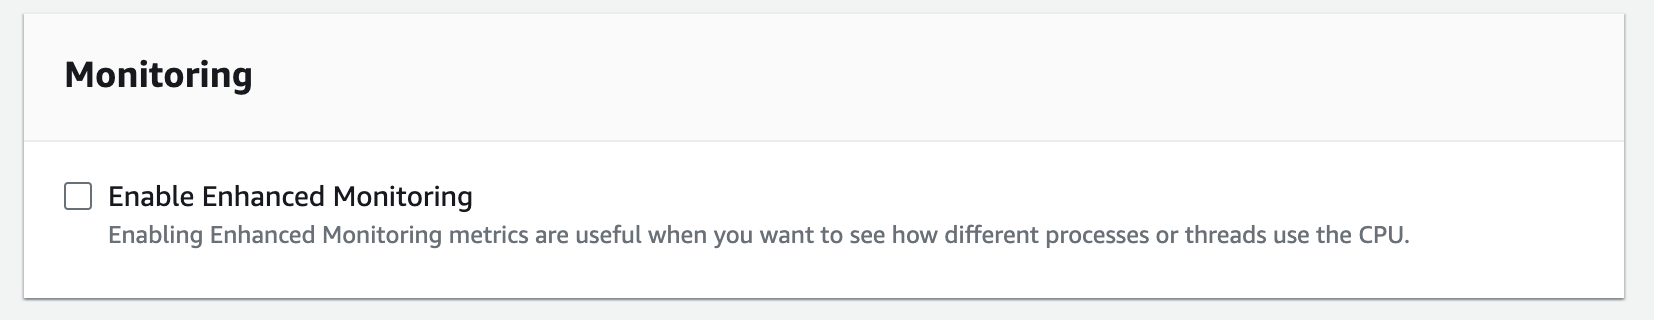 Monitoring
Enable Enhanced Monitoring
Enabling Enhanced Monitoring metrics are useful when you want to see how different processes or threads use the CPU.